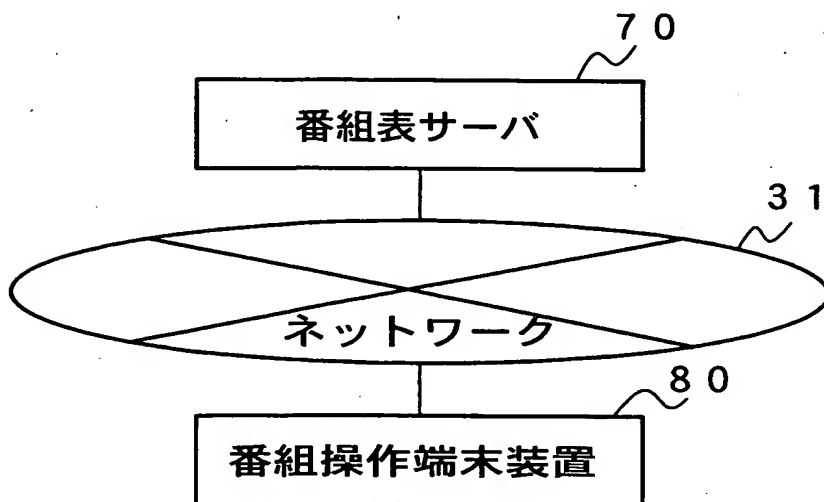 ７０
番組表サーバ
３１
ネットワーク
８０
番組操作端末装置